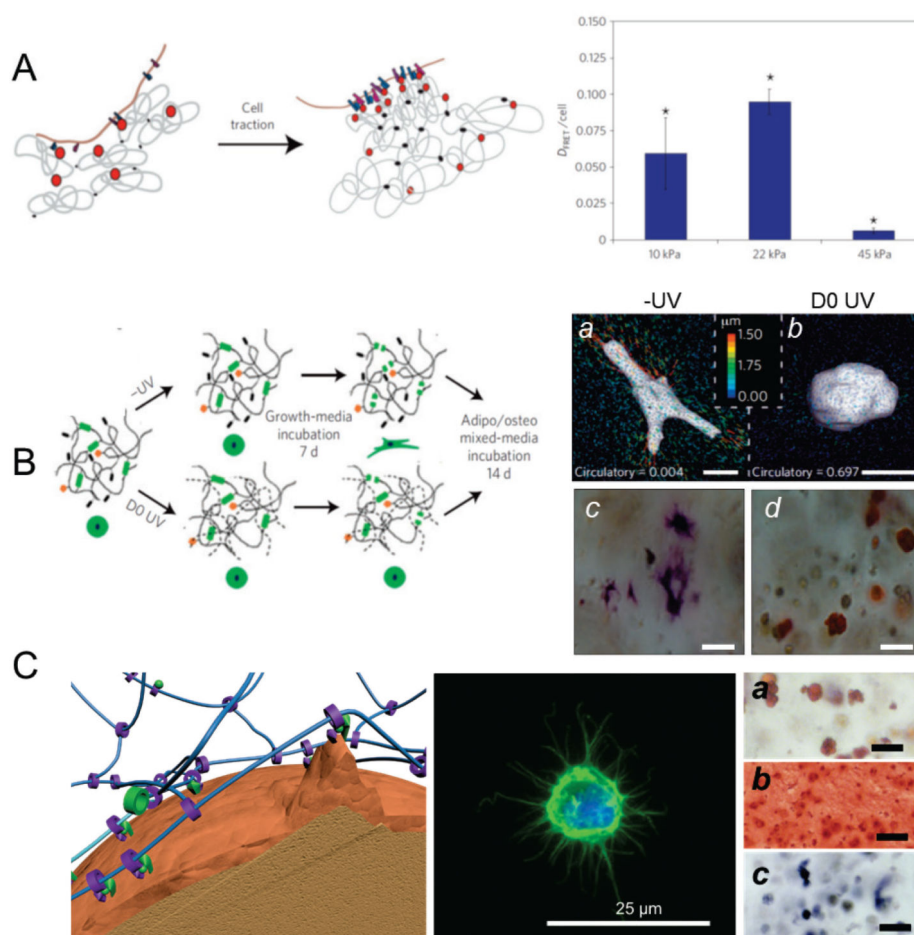 A
Cell
traction
D_FRET/cell
0.150
0.125
0.100
0.075
0.050
0.025
0
*
*
*
10 kPa
22 kPa
45 kPa
B
-UV
D0 UV
Growth-media
incubation
7 d
Adipo/osteo
mixed-media
incubation
14 d
-UV
D0 UV
a
b
μm
1.50
1.75
0.00
Circulatory = 0.004
Circulatory = 0.697
c
d
C
25 μm
a
b
c